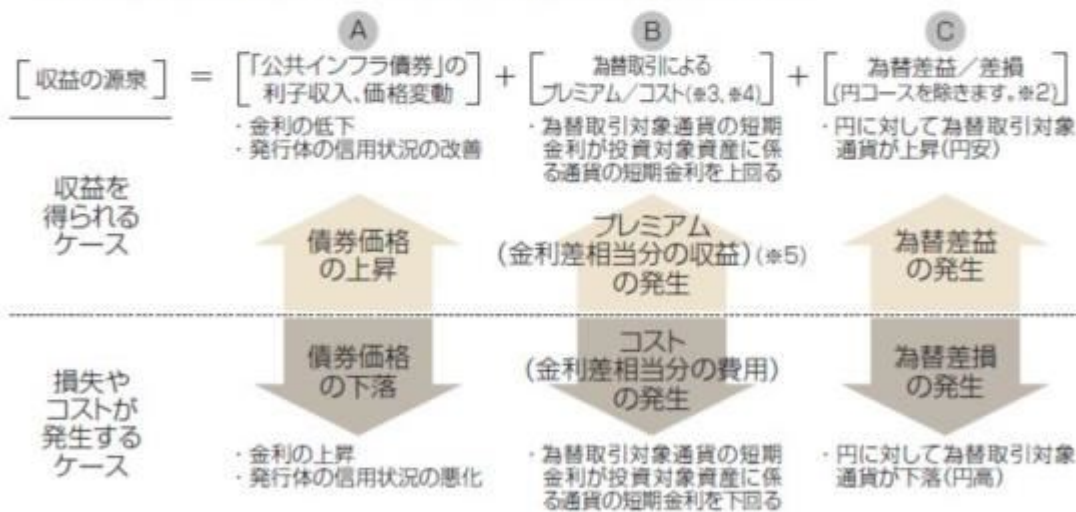 A
B
C
[収益の源泉] = [「公共インフラ債券」の
利子収入、価格変動] + [為替取引による
プレミアム/コスト(※3、※4)] + [為替差益/差損
(円コースを除きます。※2)]
・金利の低下
・発行体の信用状況の改善
・為替取引対象通貨の短期
金利が投資対象資産に係
る通貨の短期金利を上回る
・円に対して為替取引対象
通貨が上昇(円安)
収益を
得られる
ケース
債券価格
の上昇
プレミアム
(金利差相当分の収益)(※5)
の発生
為替差益
の発生
損失や
コストが
発生する
ケース
債券価格
の下落
コスト
(金利差相当分の費用)
の発生
為替差損
の発生
・金利の上昇
・発行体の信用状況の悪化
・為替取引対象通貨の短期
金利が投資対象資産に係
る通貨の短期金利を下回る
・円に対して為替取引対象
通貨が下落(円高)